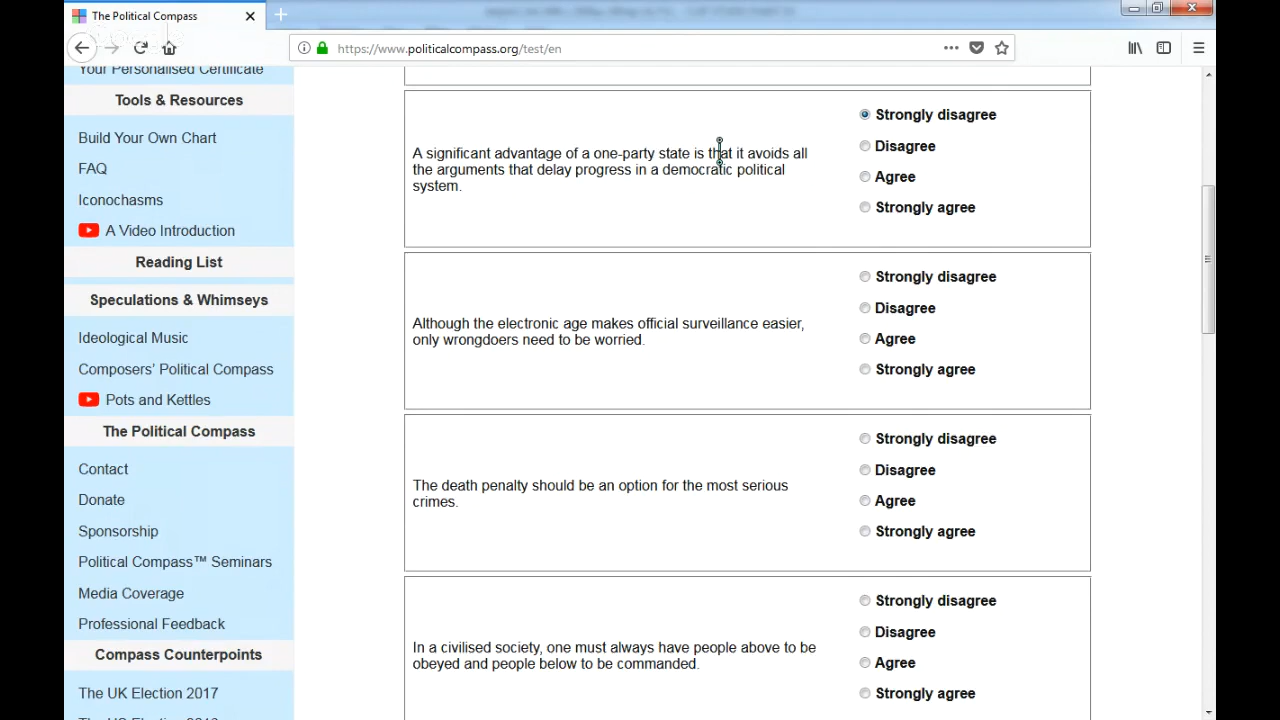 The Political Compass
https://www.politicalcompass.org/test/en
Your Personalised Certificate
Tools & Resources
Build Your Own Chart
FAQ
Iconochasms
A Video Introduction
Reading List
Speculations & Whimseys
Ideological Music
Composers' Political Compass
Pots and Kettles
The Political Compass
Contact
Donate
Sponsorship
Political Compass™ Seminars
Media Coverage
Professional Feedback
Compass Counterpoints
The UK Election 2017
A significant advantage of a one-party state is that it avoids all
the arguments that delay progress in a democratic political
system.
Strongly disagree
Disagree
Agree
Strongly agree
Although the electronic age makes official surveillance easier,
only wrongdoers need to be worried.
Strongly disagree
Disagree
Agree
Strongly agree
The death penalty should be an option for the most serious
crimes.
Strongly disagree
Disagree
Agree
Strongly agree
In a civilised society, one must always have people above to be
obeyed and people below to be commanded.
Strongly disagree
Disagree
Agree
Strongly agree